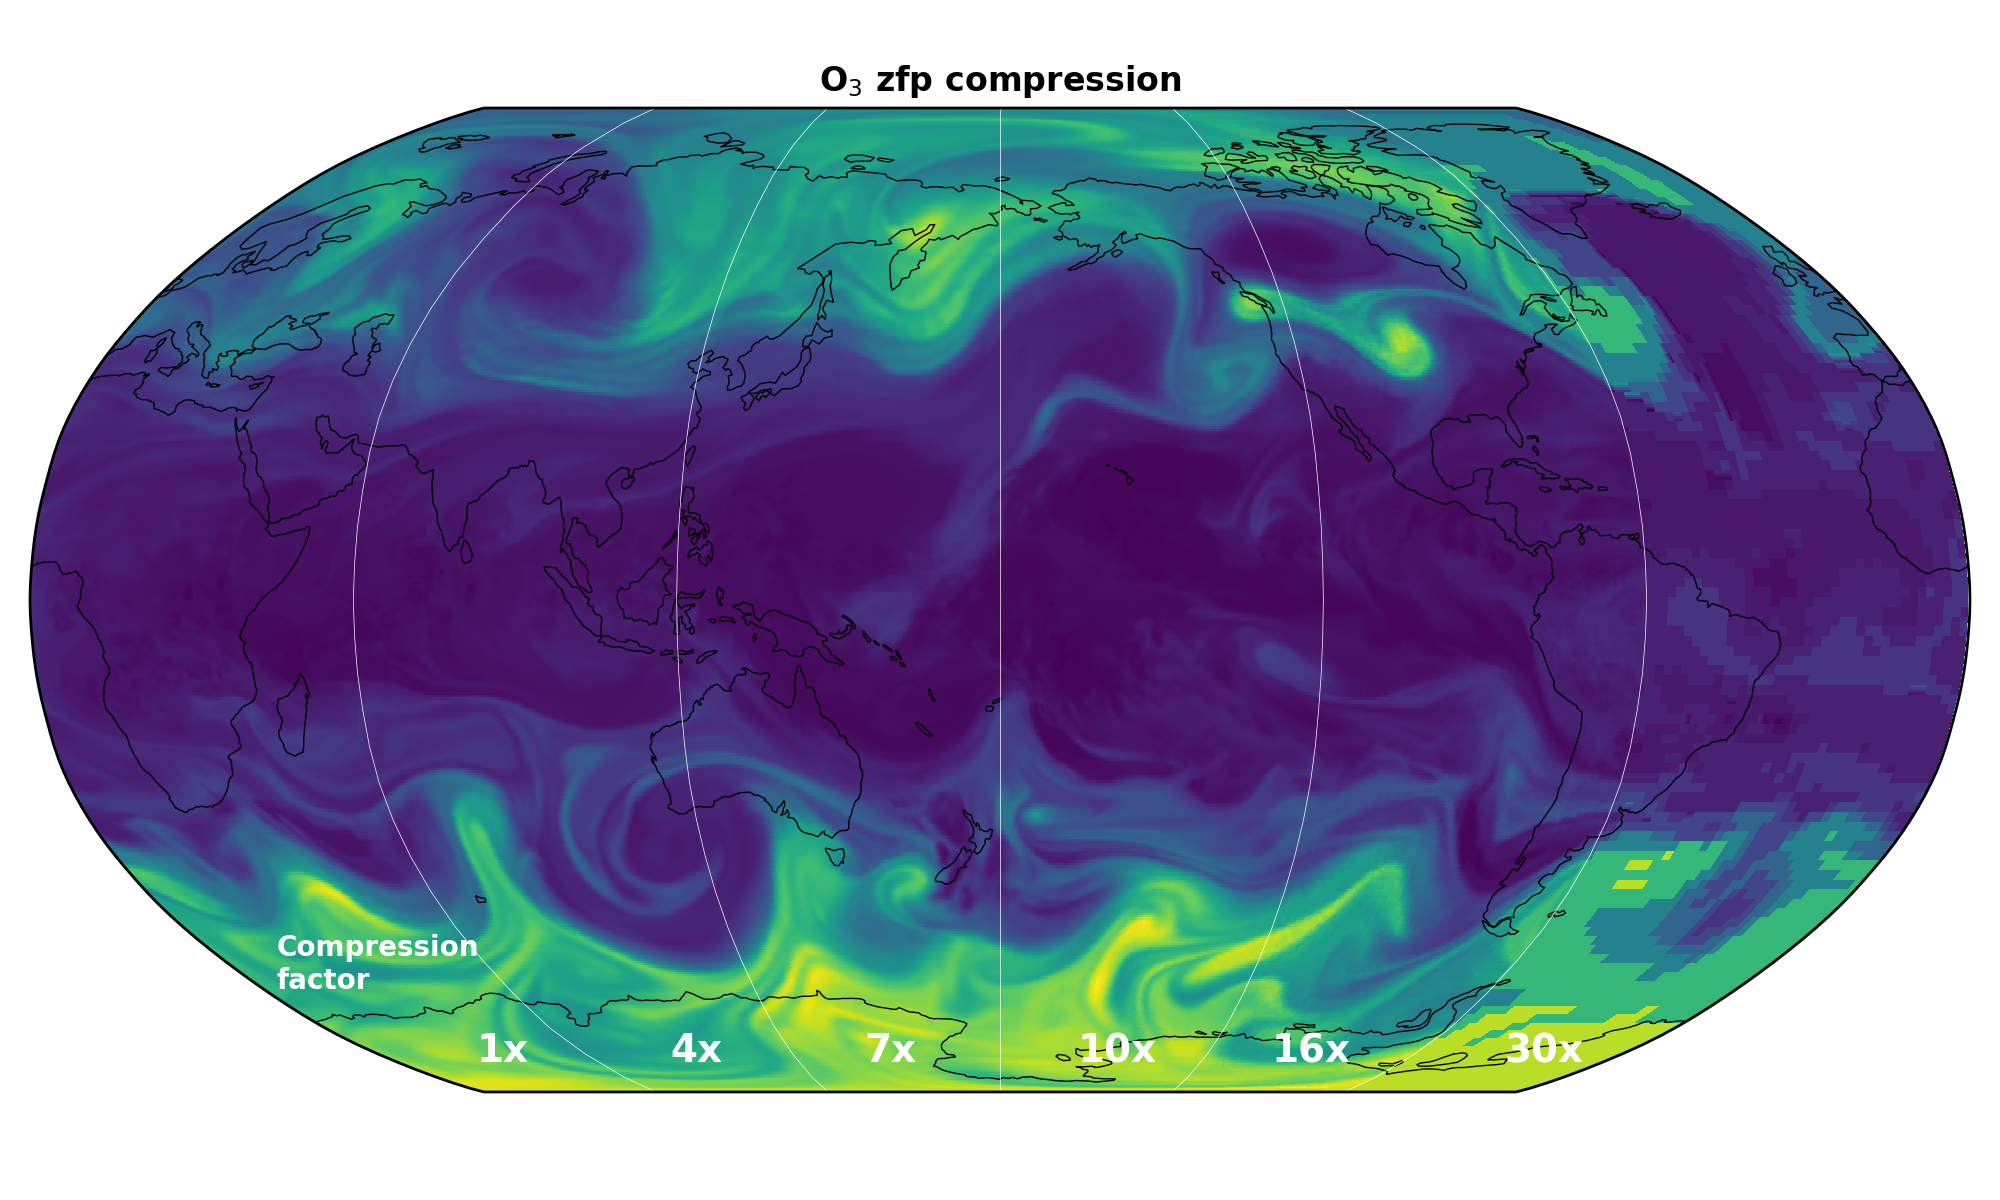 O₃ zfp compression
Compression
factor
1x 4x 7x 10x 16x 30x